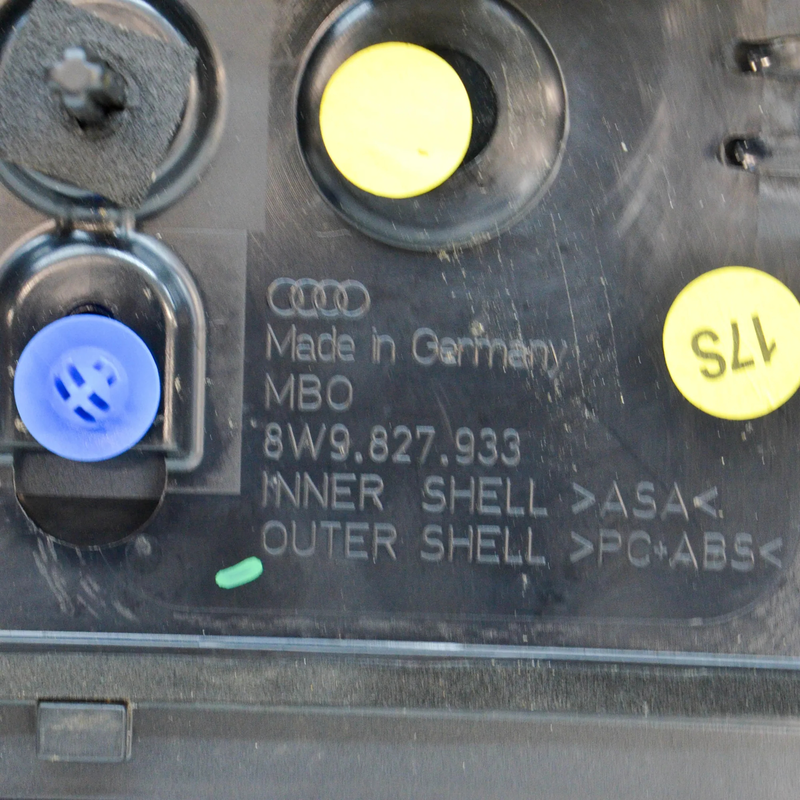 Made in Germany
MBO
8W9.827.933
INNER SHELL >ASA<
OUTER SHELL >PC+ABS<
17S